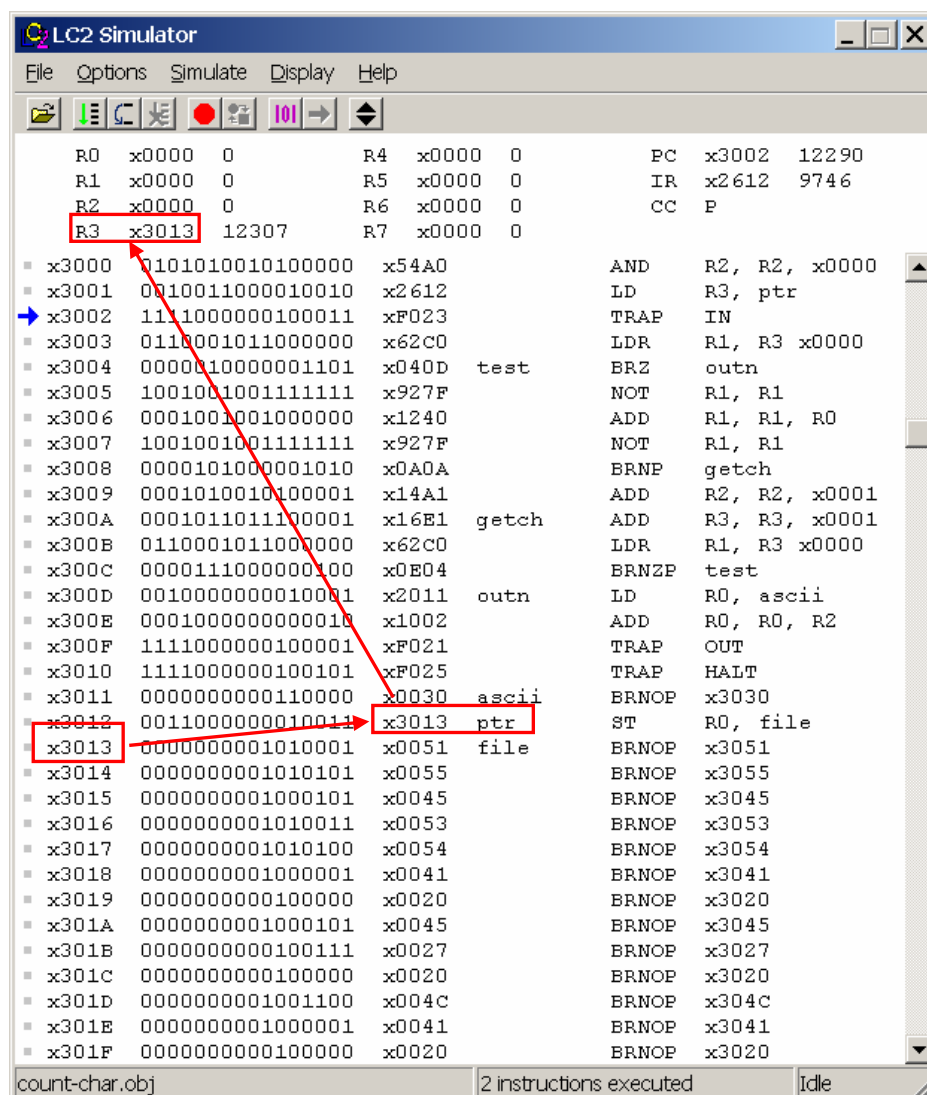 LC2 Simulator
File Options Simulate Display Help
R0 x0000 0 R4 x0000 0 PC x3002 12290
R1 x0000 0 R5 x0000 0 IR x2612 9746
R2 x0000 0 R6 x0000 0 CC P
R3 x3013 12307 R7 x0000 0
x3000 0101010010100000 x54A0 AND R2, R2, x0000
x3001 0010011000010010 x2612 LD R3, ptr
x3002 1111000000100011 xF023 TRAP IN
x3003 0110001011000000 x62C0 LDR R1, R3 x0000
x3004 0000010000001101 x040D test BRZ outn
x3005 1001001001111111 x927F NOT R1, R1
x3006 0001001001000000 x1240 ADD R1, R1, R0
x3007 1001001001111111 x927F NOT R1, R1
x3008 0000101000001010 x0A0A BRNP getch
x3009 0001010010100001 x14A1 ADD R2, R2, x0001
x300A 0001011011100001 x16E1 getch ADD R3, R3, x0001
x300B 0110001011000000 x62C0 LDR R1, R3 x0000
x300C 0000111000000100 x0E04 BRNZP test
x300D 0010000000010001 x2011 outn LD R0, ascii
x300E 0001000000000010 x1002 ADD R0, R0, R2
x300F 1111000000100001 xF021 TRAP OUT
x3010 1111000000100101 xF025 TRAP HALT
x3011 0000000000110000 x0030 ascii BRNOP x3030
x3012 0011000000010011 x3013 ptr ST R0, file
x3013 0000000001010001 x0051 file BRNOP x3051
x3014 0000000001010101 x0055 BRNOP x3055
x3015 0000000001000101 x0045 BRNOP x3045
x3016 0000000001010011 x0053 BRNOP x3053
x3017 0000000001010100 x0054 BRNOP x3054
x3018 0000000001000001 x0041 BRNOP x3041
x3019 0000000000100000 x0020 BRNOP x3020
x301A 0000000001000101 x0045 BRNOP x3045
x301B 0000000000100111 x0027 BRNOP x3027
x301C 0000000000100000 x0020 BRNOP x3020
x301D 0000000001001100 x004C BRNOP x304C
x301E 0000000001000001 x0041 BRNOP x3041
x301F 0000000000100000 x0020 BRNOP x3020
count-char.obj 2 instructions executed Idle